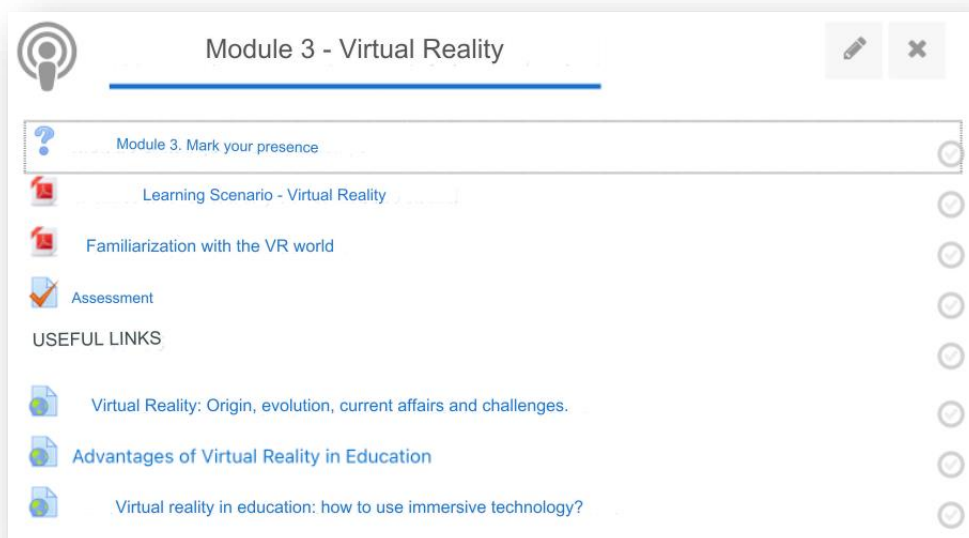 Module 3 - Virtual Reality
Module 3. Mark your presence
Learning Scenario - Virtual Reality
Familiarization with the VR world
Assessment
USEFUL LINKS
Virtual Reality: Origin, evolution, current affairs and challenges.
Advantages of Virtual Reality in Education
Virtual reality in education: how to use immersive technology?